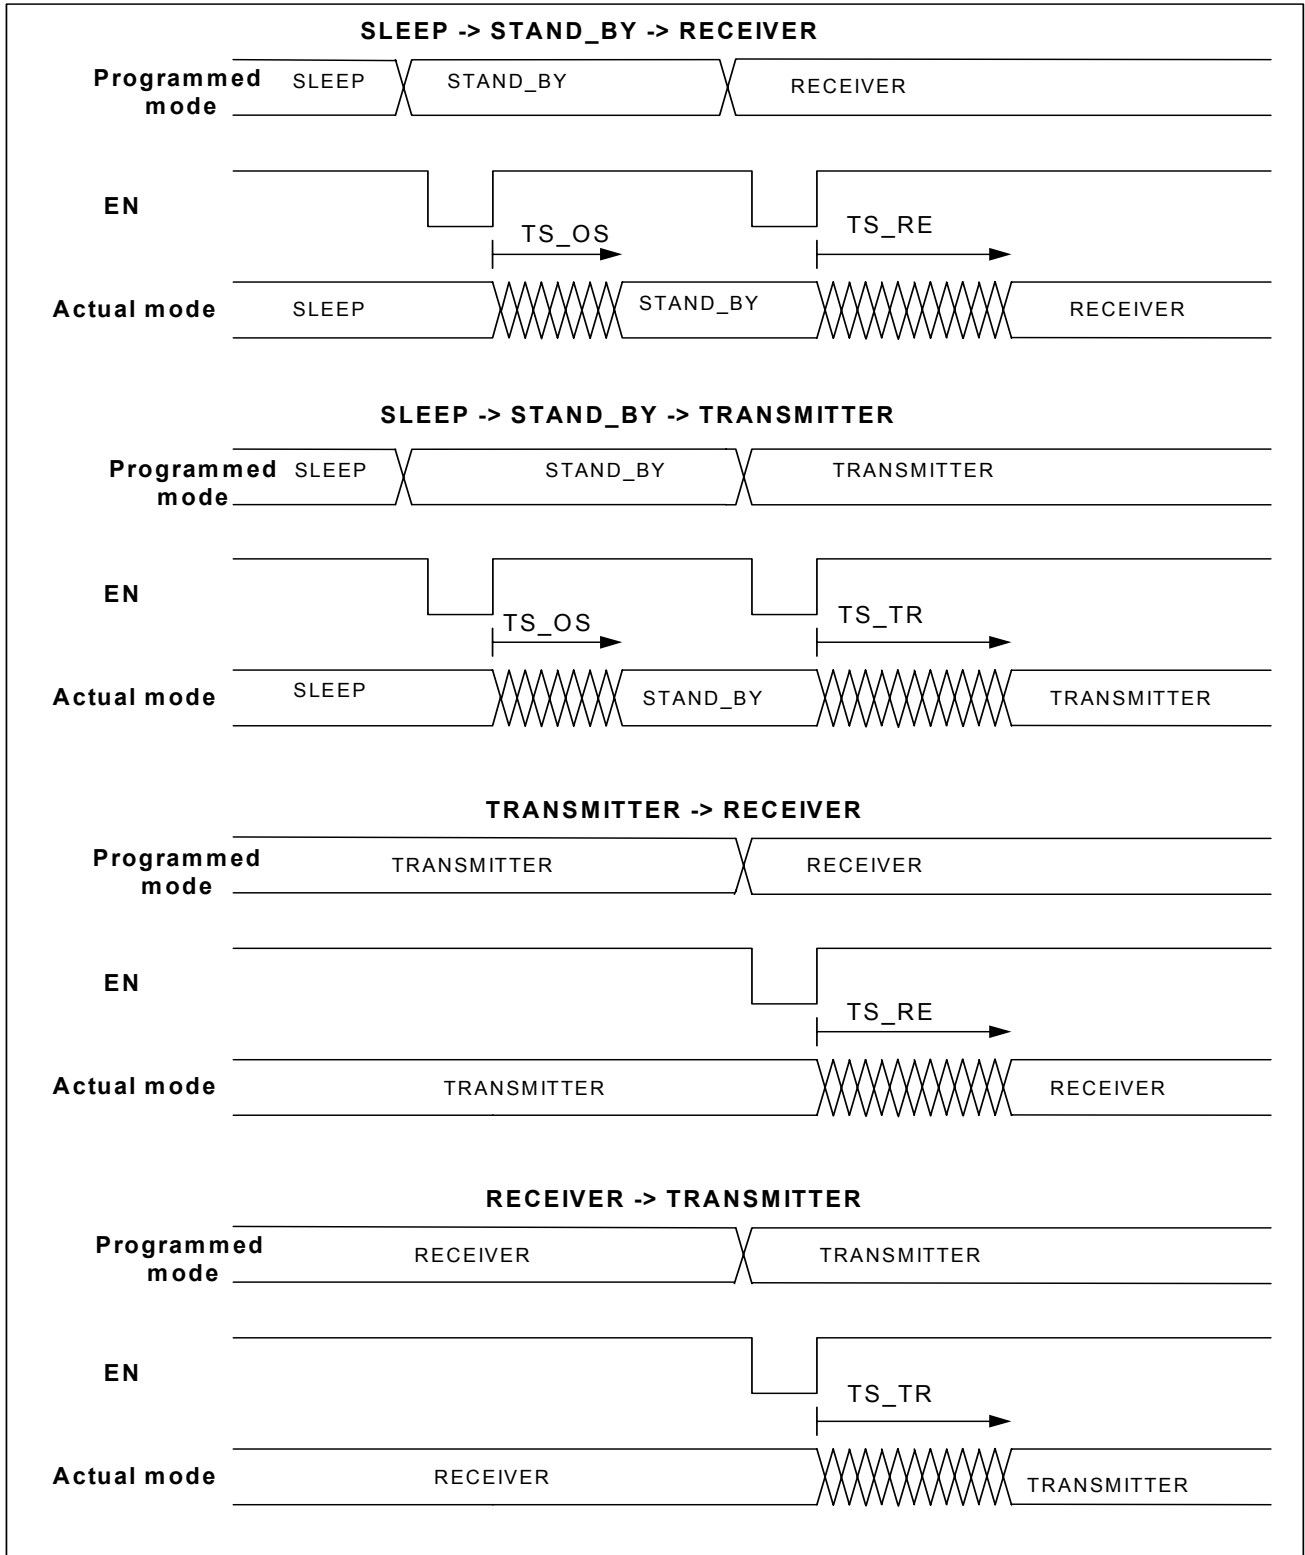 SLEEP -> STAND_BY -> RECEIVER
Programmed
mode
SLEEP
STAND_BY
RECEIVER
EN
TS_OS
TS_RE
Actual mode
SLEEP
STAND_BY
RECEIVER
SLEEP -> STAND_BY -> TRANSMITTER
Programmed
mode
SLEEP
STAND_BY
TRANSMITTER
EN
TS_OS
TS_TR
Actual mode
SLEEP
STAND_BY
TRANSMITTER
TRANSMITTER -> RECEIVER
Programmed
mode
TRANSMITTER
RECEIVER
EN
TS_RE
Actual mode
TRANSMITTER
RECEIVER
RECEIVER -> TRANSMITTER
Programmed
mode
RECEIVER
TRANSMITTER
EN
TS_TR
Actual mode
RECEIVER
TRANSMITTER